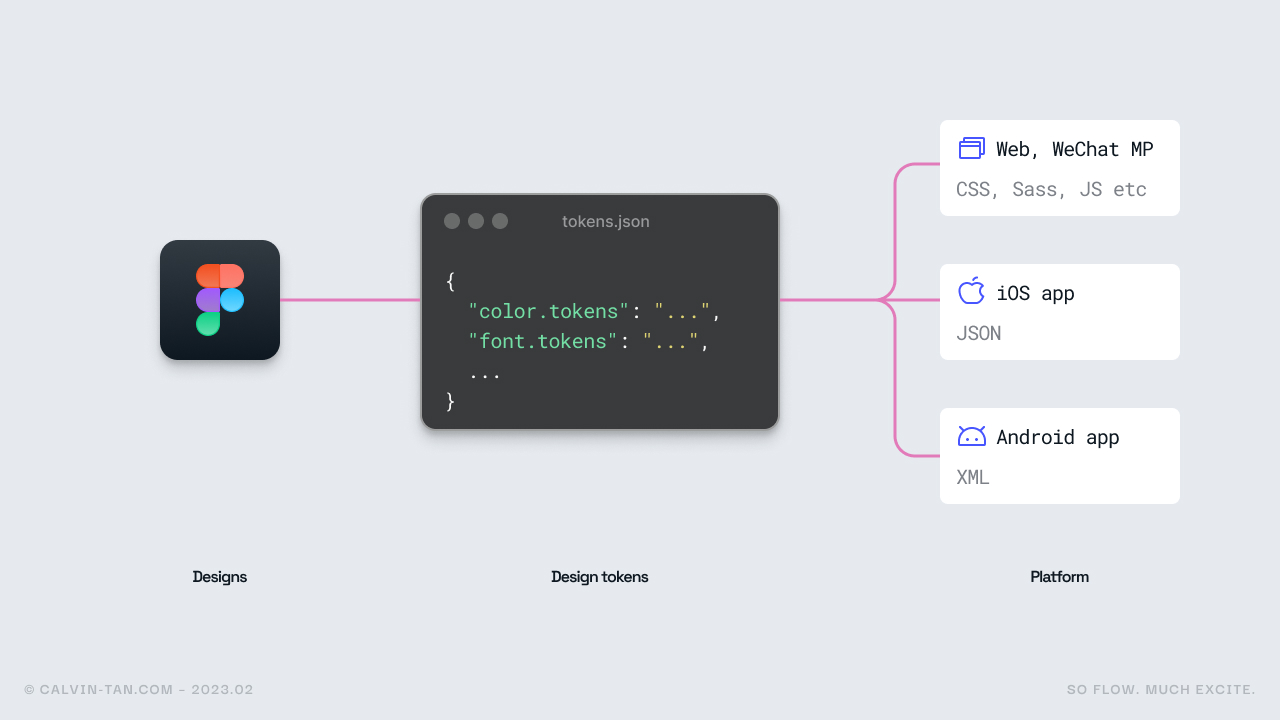 tokens.json
{
"color.tokens": "...",
"font.tokens": "...",
...
}
Web, WeChat MP
CSS, Sass, JS etc
iOS app
JSON
Android app
XML
Designs
Design tokens
Platform
© CALVIN-TAN.COM – 2023.02
SO FLOW. MUCH EXCITE.